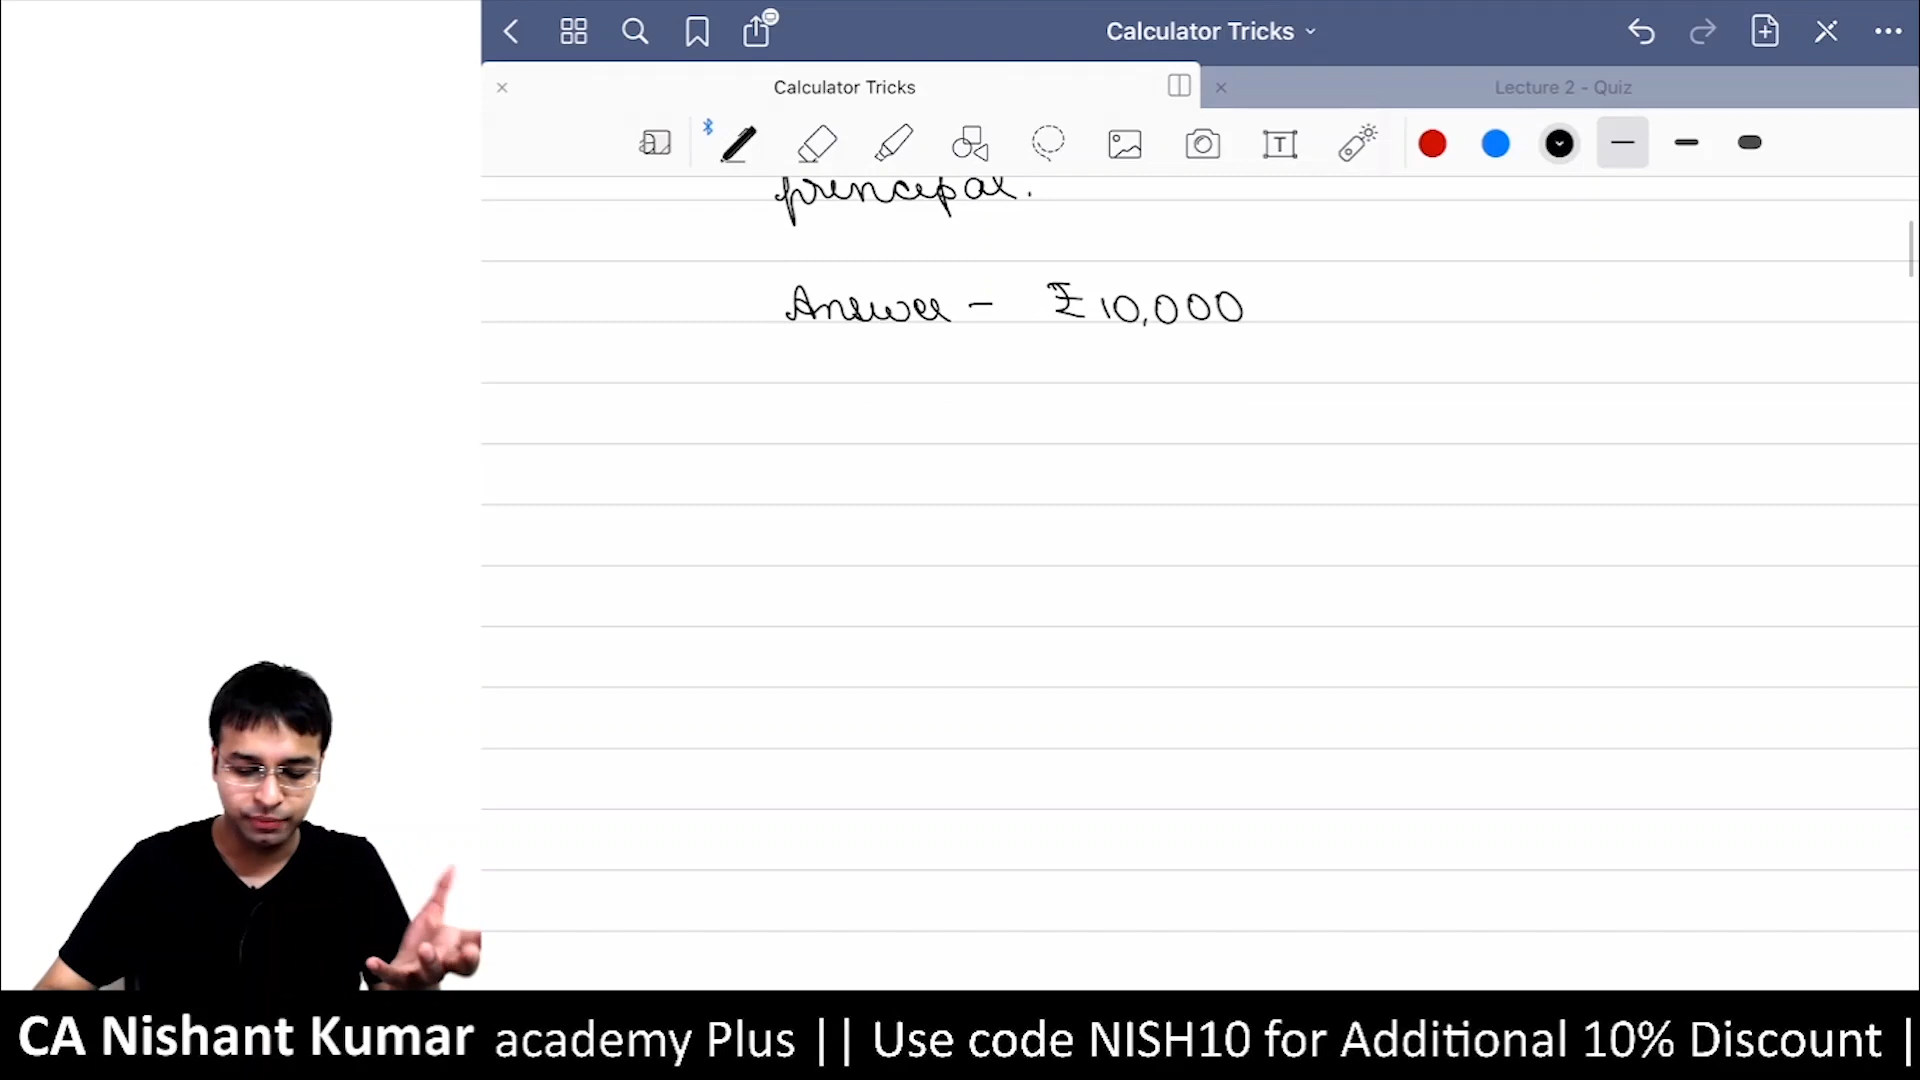 Calculator Tricks
Calculator Tricks
Lecture 2 - Quiz
T
principal.
Answer - ₹10,000
CA Nishant Kumar academy Plus || Use code NISH10 for Additional 10% Discount |